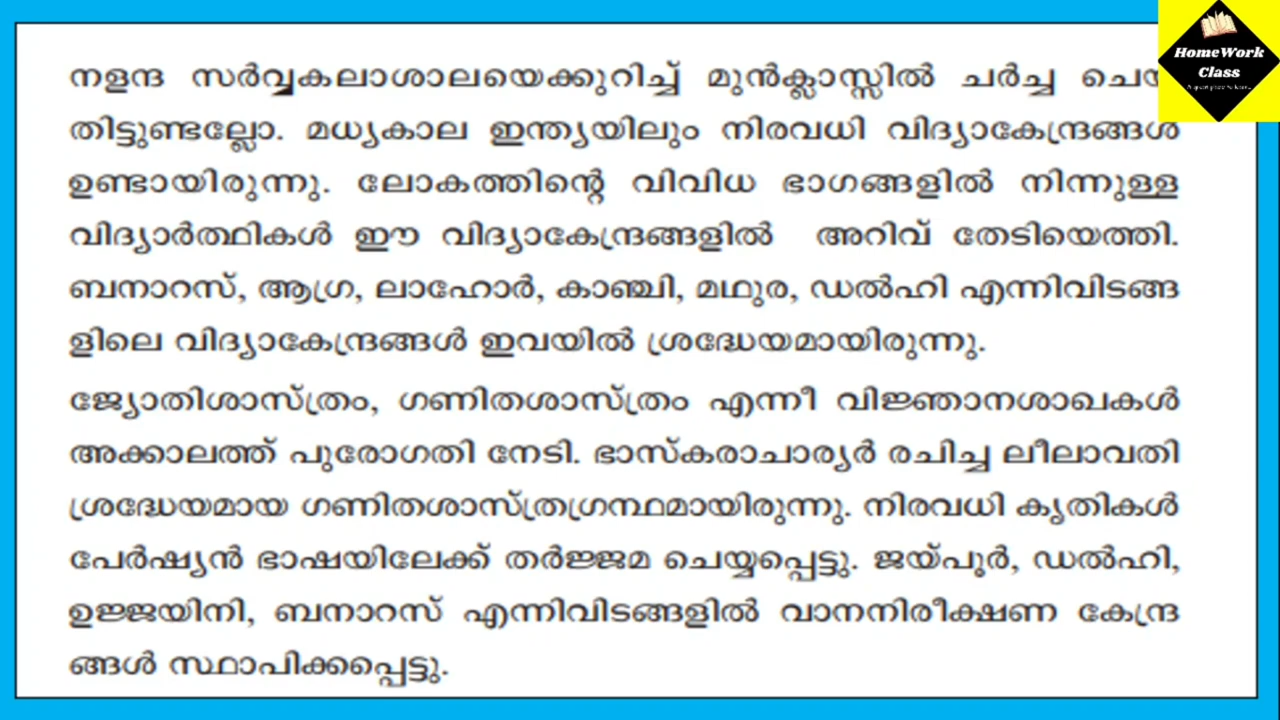 HomeWork
Class
നളന്ദ സർവ്വകലാശാലയെക്കുറിച്ച് മുൻക്ലാസ്സിൽ ചർച്ച ചെയ്
തിട്ടുണ്ടല്ലോ. മധ്യകാല ഇന്ത്യയിലും നിരവധി വിദ്യാകേന്ദ്രങ്ങൾ
ഉണ്ടായിരുന്നു. ലോകത്തിന്റെ വിവിധ ഭാഗങ്ങളിൽ നിന്നുള്ള
വിദ്യാർത്ഥികൾ ഈ വിദ്യാകേന്ദ്രങ്ങളിൽ അറിവ് തേടിയെത്തി.
ബനാറസ്, ആഗ്ര, ലാഹോർ, കാഞ്ചി, മഥുര, ഡൽഹി എന്നിവിടങ്ങ
ളിലെ വിദ്യാകേന്ദ്രങ്ങൾ ഇവയിൽ ശ്രദ്ധേയമായിരുന്നു.
ജ്യോതിശാസ്ത്രം, ഗണിതശാസ്ത്രം എന്നീ വിജ്ഞാനശാഖകൾ
അക്കാലത്ത് പുരോഗതി നേടി. ഭാസ്കരാചാര്യർ രചിച്ച ലീലാവതി
ശ്രദ്ധേയമായ ഗണിതശാസ്ത്രഗ്രന്ഥമായിരുന്നു. നിരവധി കൃതികൾ
പേർഷ്യൻ ഭാഷയിലേക്ക് തർജ്ജമ ചെയ്യപ്പെട്ടു. ജയ്പൂർ, ഡൽഹി,
ഉജ്ജയിനി, ബനാറസ് എന്നിവിടങ്ങളിൽ വാനനിരീക്ഷണ കേന്ദ്ര
ങ്ങൾ സ്ഥാപിക്കപ്പെട്ടു.